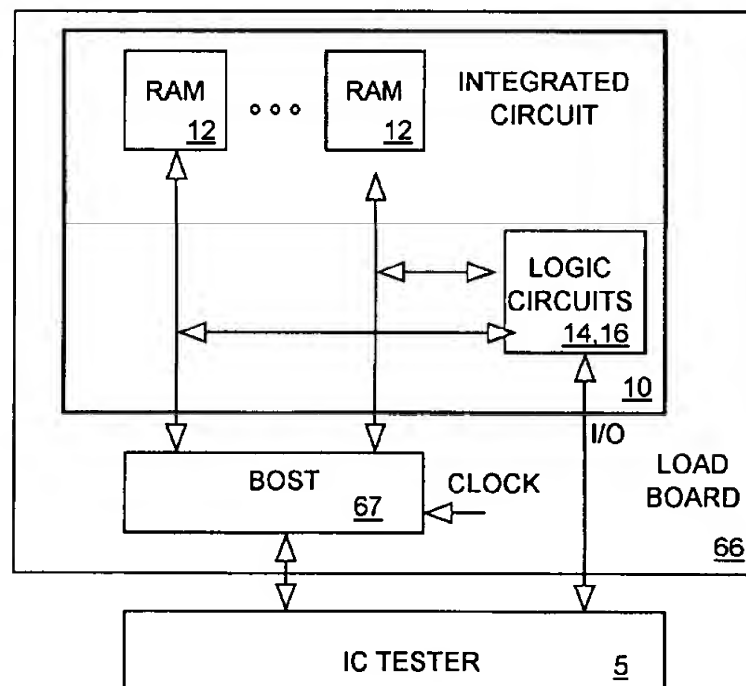 RAM
12
RAM
12
INTEGRATED
CIRCUIT
LOGIC
CIRCUITS
14,16
10
I/O
BOST
67
CLOCK
LOAD
BOARD
66
IC TESTER
5